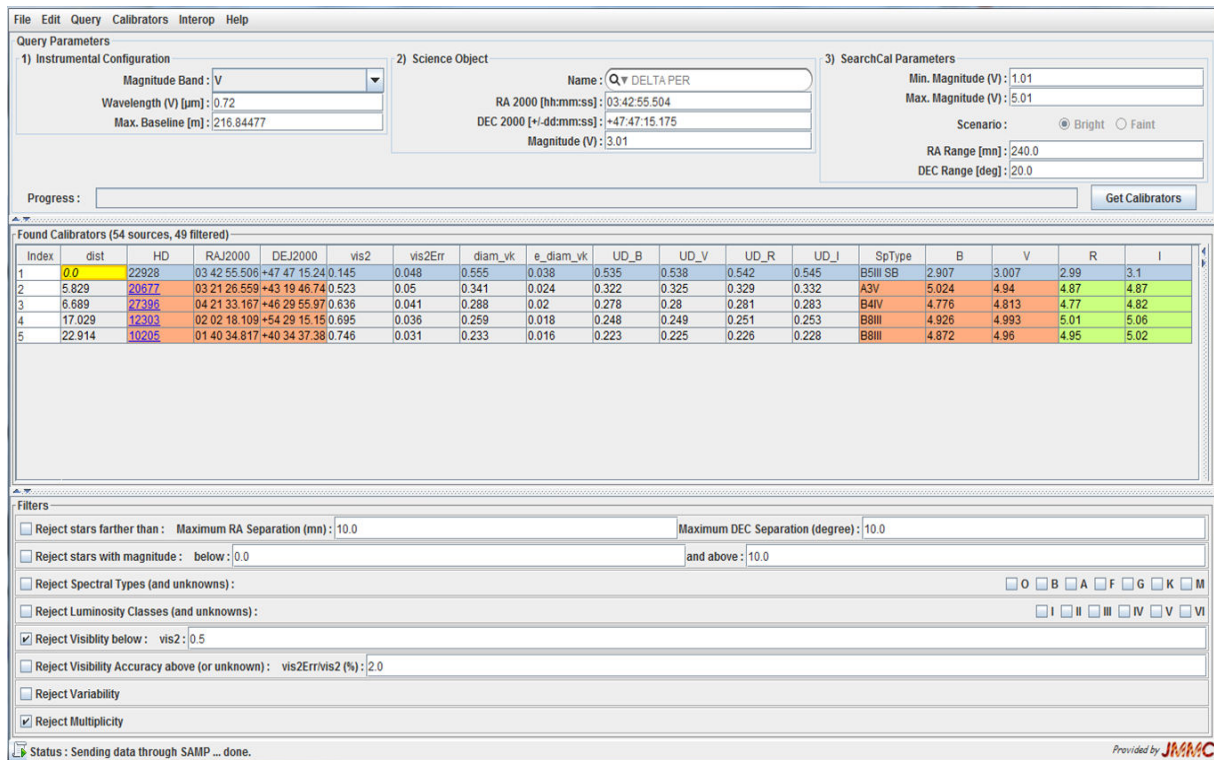 File Edit Query Calibrators Interop Help
Query Parameters
1) Instrumental Configuration
Magnitude Band : V
Wavelength (V) [µm] : 0.72
Max. Baseline [m] : 216.84477
2) Science Object
Name : DELTA PER
RA 2000 [hh:mm:ss] : 03:42:55.504
DEC 2000 [+/-dd:mm:ss] : +47:47:15.175
Magnitude (V) : 3.01
3) SearchCal Parameters
Min. Magnitude (V) : 1.01
Max. Magnitude (V) : 5.01
Scenario : Bright Faint
RA Range [mn] : 240.0
DEC Range [deg] : 20.0
Progress : Get Calibrators
Found Calibrators (54 sources, 49 filtered)
Index dist HD RAJ2000 DEJ2000 vis2 vis2Err diam_vk e_diam_vk UD_B UD_V UD_R UD_I SpType B V R I
1 0.0 22928 03 42 55.506 +47 47 15.24 0.145 0.048 0.555 0.038 0.535 0.538 0.542 0.545 B5III SB 2.907 3.007 2.99 3.1
2 5.829 20677 03 21 26.559 +43 19 46.74 0.523 0.05 0.341 0.024 0.322 0.325 0.329 0.332 A3V 5.024 4.94 4.87 4.87
3 6.689 27396 04 21 33.167 +46 29 55.97 0.636 0.041 0.288 0.02 0.278 0.28 0.281 0.283 B4IV 4.776 4.813 4.77 4.82
4 17.029 12303 02 02 18.109 +54 29 15.15 0.695 0.036 0.259 0.018 0.248 0.249 0.251 0.253 B8III 4.926 4.993 5.01 5.06
5 22.914 10205 01 40 34.817 +40 34 37.38 0.746 0.031 0.233 0.016 0.223 0.225 0.226 0.228 B8III 4.872 4.96 4.95 5.02
Filters
Reject stars farther than : Maximum RA Separation (mn) : 10.0 Maximum DEC Separation (degree) : 10.0
Reject stars with magnitude : below : 0.0 and above : 10.0
Reject Spectral Types (and unknowns) : O B A F G K M
Reject Luminosity Classes (and unknowns) : I II III IV V VI
Reject Visiblity below : vis2 : 0.5
Reject Visibility Accuracy above (or unknown) : vis2Err/vis2 (%) : 2.0
Reject Variability
Reject Multiplicity
Status : Sending data through SAMP ... done. Provided by JMMC